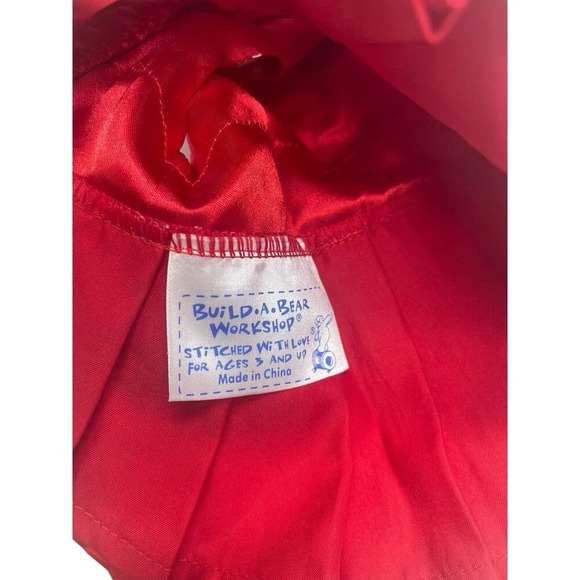 BUILD.A.BEAR
WORKSHOP®
STITCHED WITH LOVE
FOR AGES 3 AND UP
Made in China